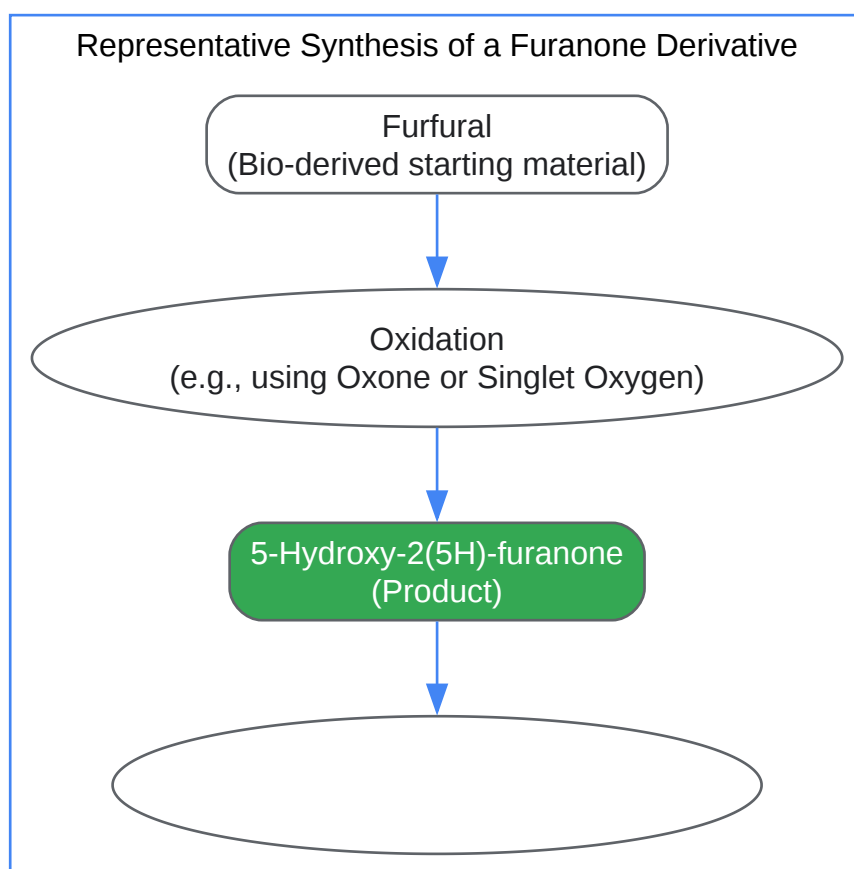 Representative Synthesis of a Furanone Derivative
Furfural
(Bio-derived starting material)
Oxidation
(e.g., using Oxone or Singlet Oxygen)
5-Hydroxy-2(5H)-furanone
(Product)